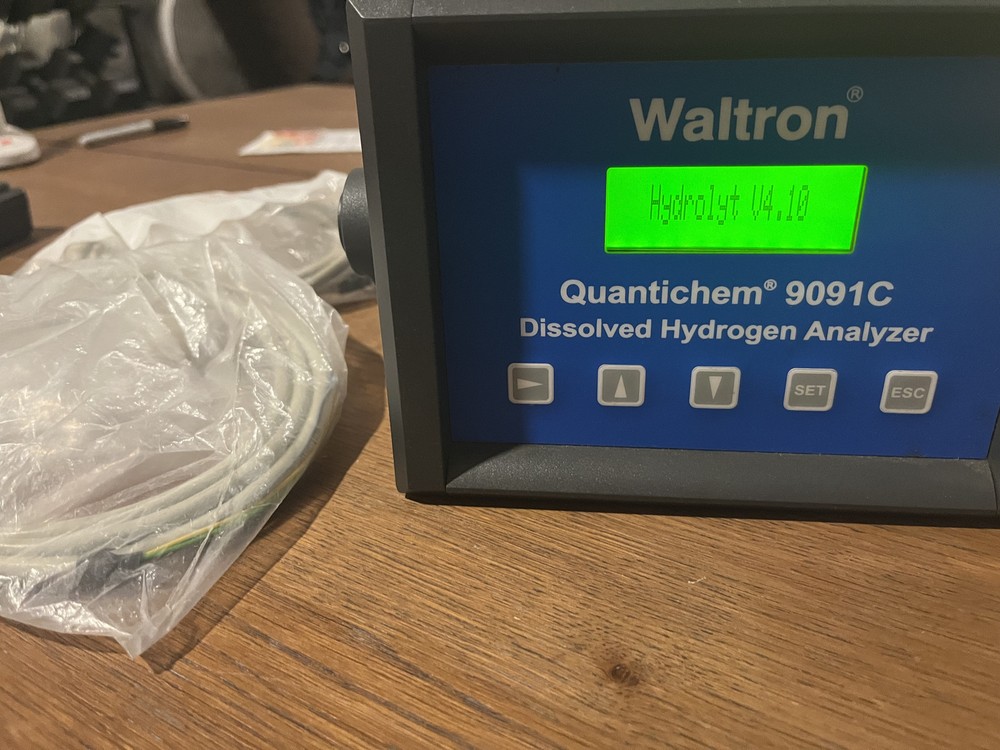 Waltron®
Hydrolyt V4.10
Quantichem® 9091C
Dissolved Hydrogen Analyzer
SET
ESC